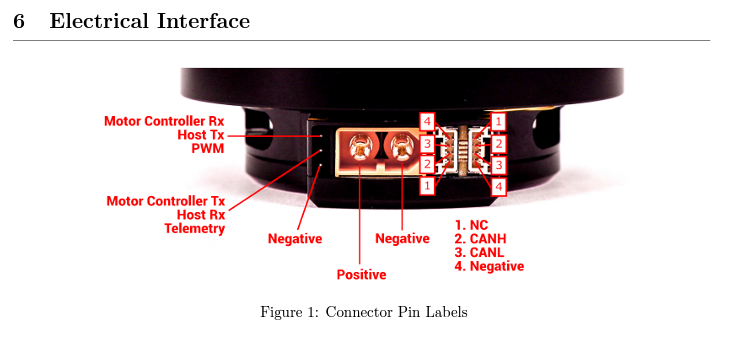 6 Electrical Interface
Motor Controller Rx
Host Tx
PWM
Motor Controller Tx
Host Rx
Telemetry
Negative
Positive
Negative
4
3
2
1
1
2
3
4
1. NC
2. CANH
3. CANL
4. Negative
Figure 1: Connector Pin Labels